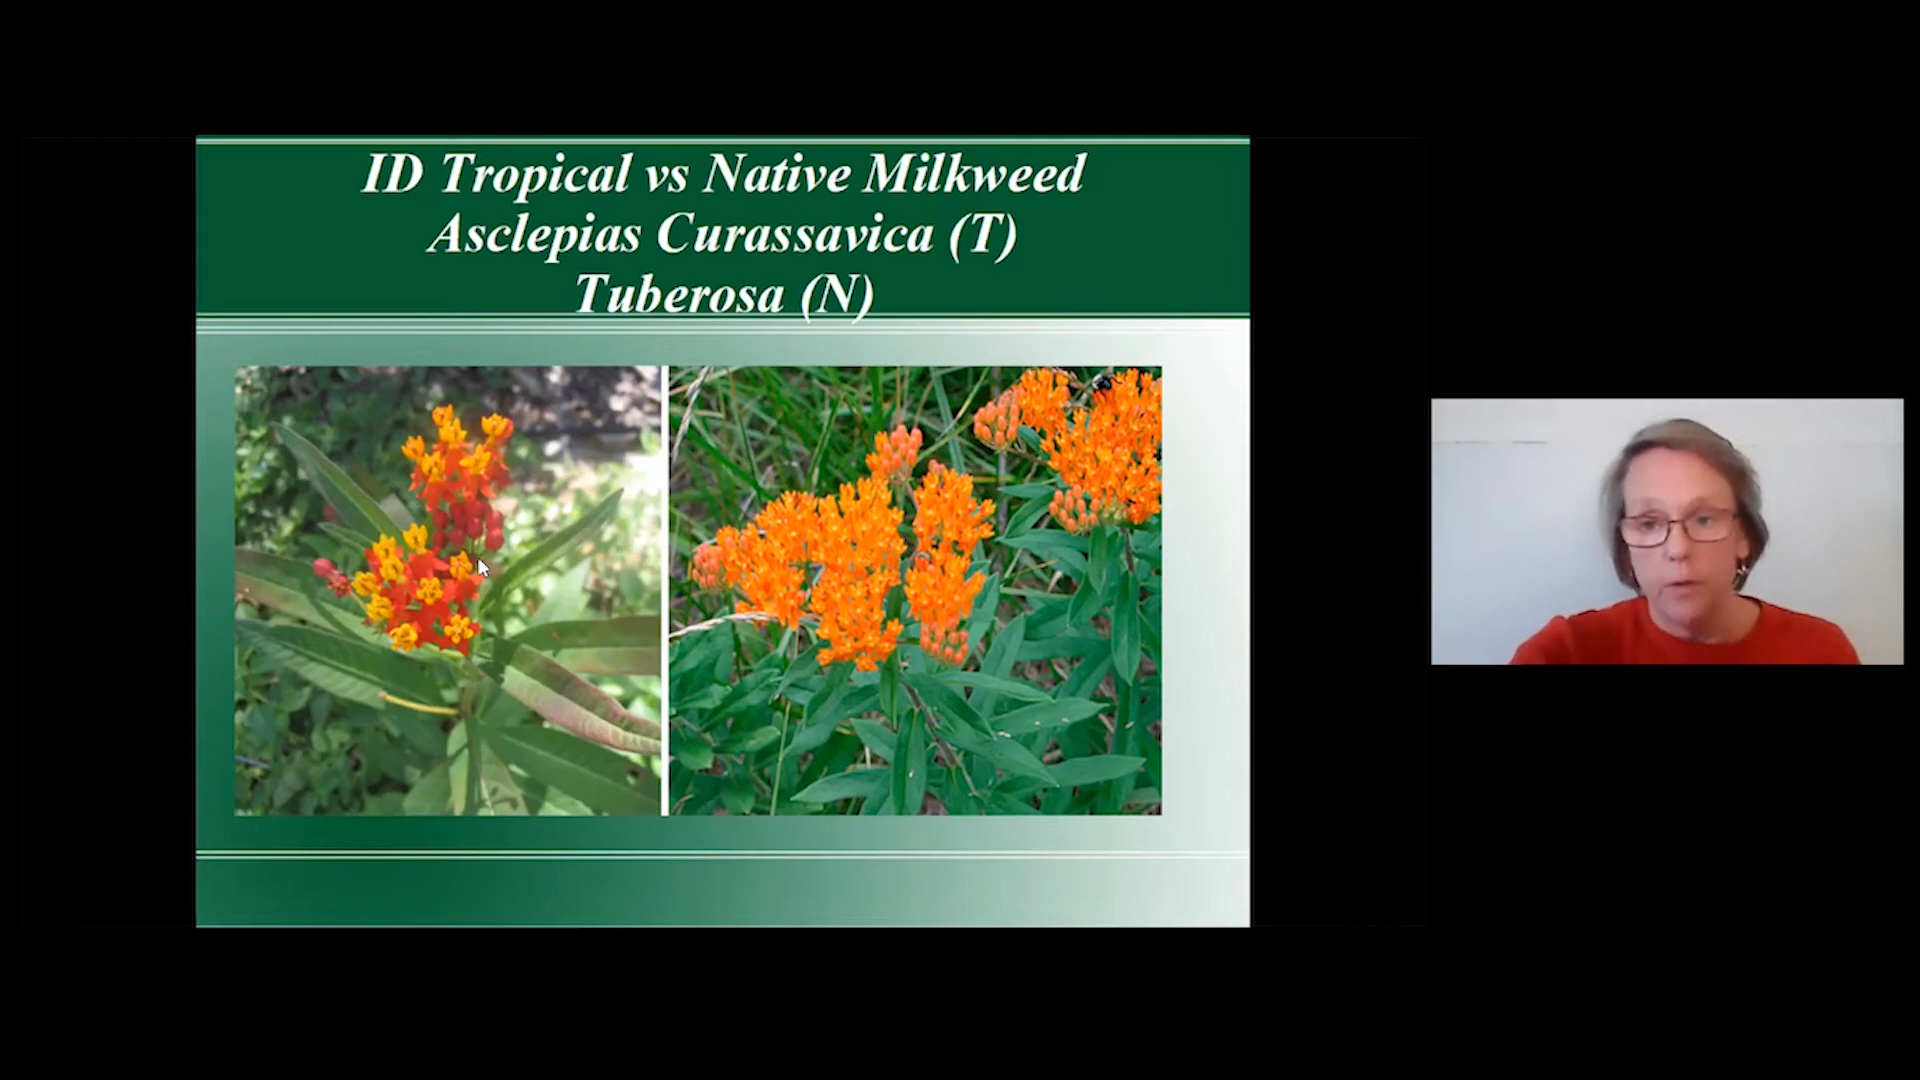 ID Tropical vs Native Milkweed
Asclepias Curassavica (T)
Tuberosa (N)